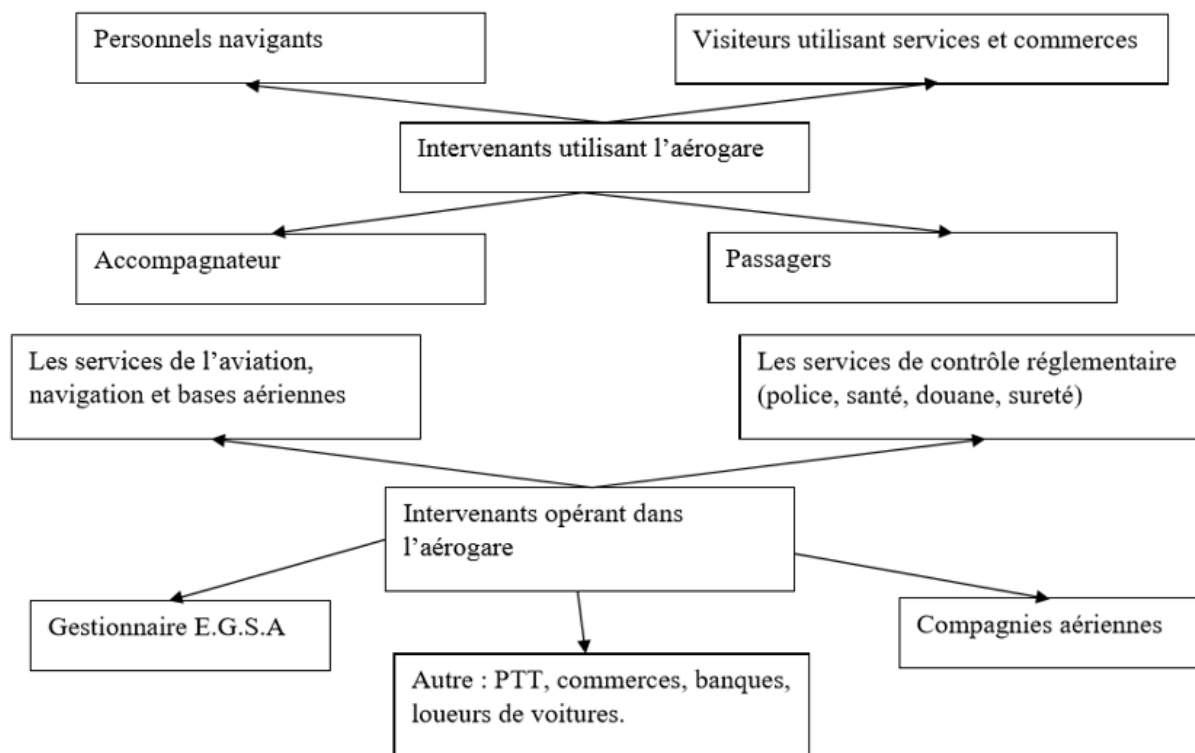 Personnels navigants
Visiteurs utilisant services et commerces
Intervenants utilisant l’aérogare
Accompagnateur
Passagers
Les services de l’aviation,
navigation et bases aériennes
Les services de contrôle réglementaire
(police, santé, douane, sureté)
Intervenants opérant dans
l’aérogare
Gestionnaire E.G.S.A
Compagnies aériennes
Autre : PTT, commerces, banques,
loueurs de voitures.